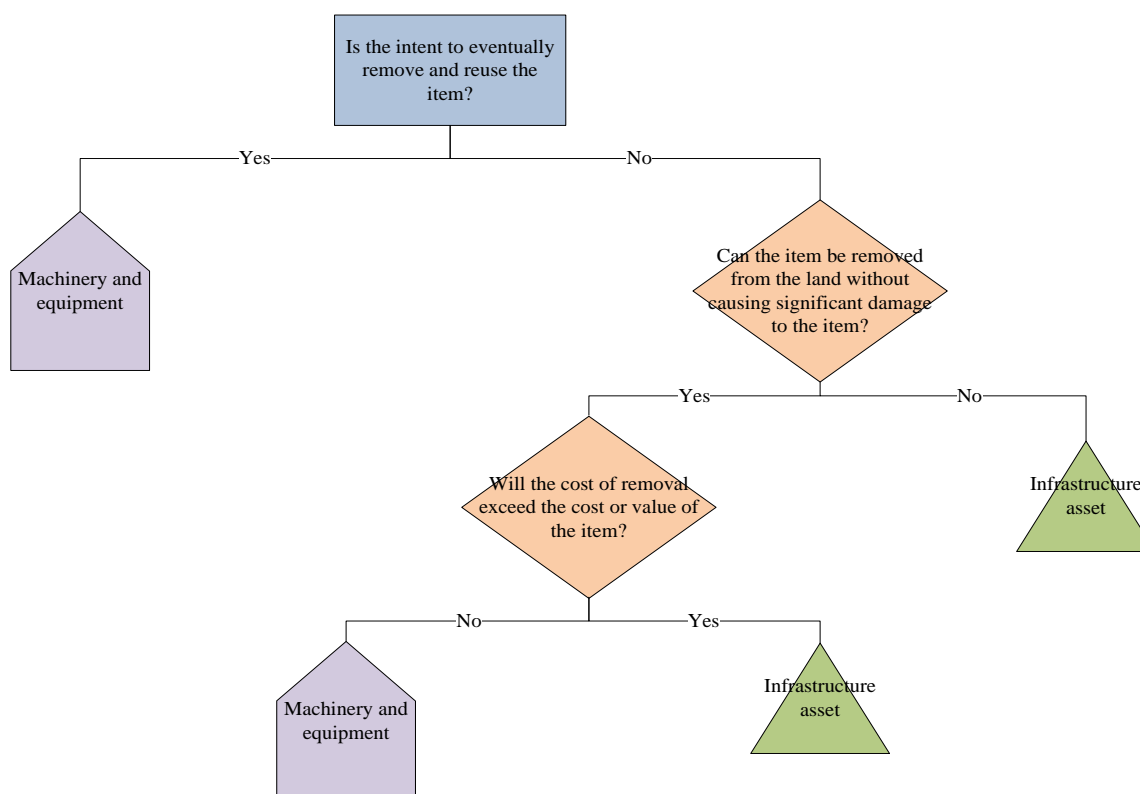 Is the intent to eventually
remove and reuse the
item?
Yes
No
Machinery and
equipment
Can the item be removed
from the land without
causing significant damage
to the item?
Yes
No
Will the cost of removal
exceed the cost or value of
the item?
Infrastructure
asset
No
Yes
Machinery and
equipment
Infrastructure
asset